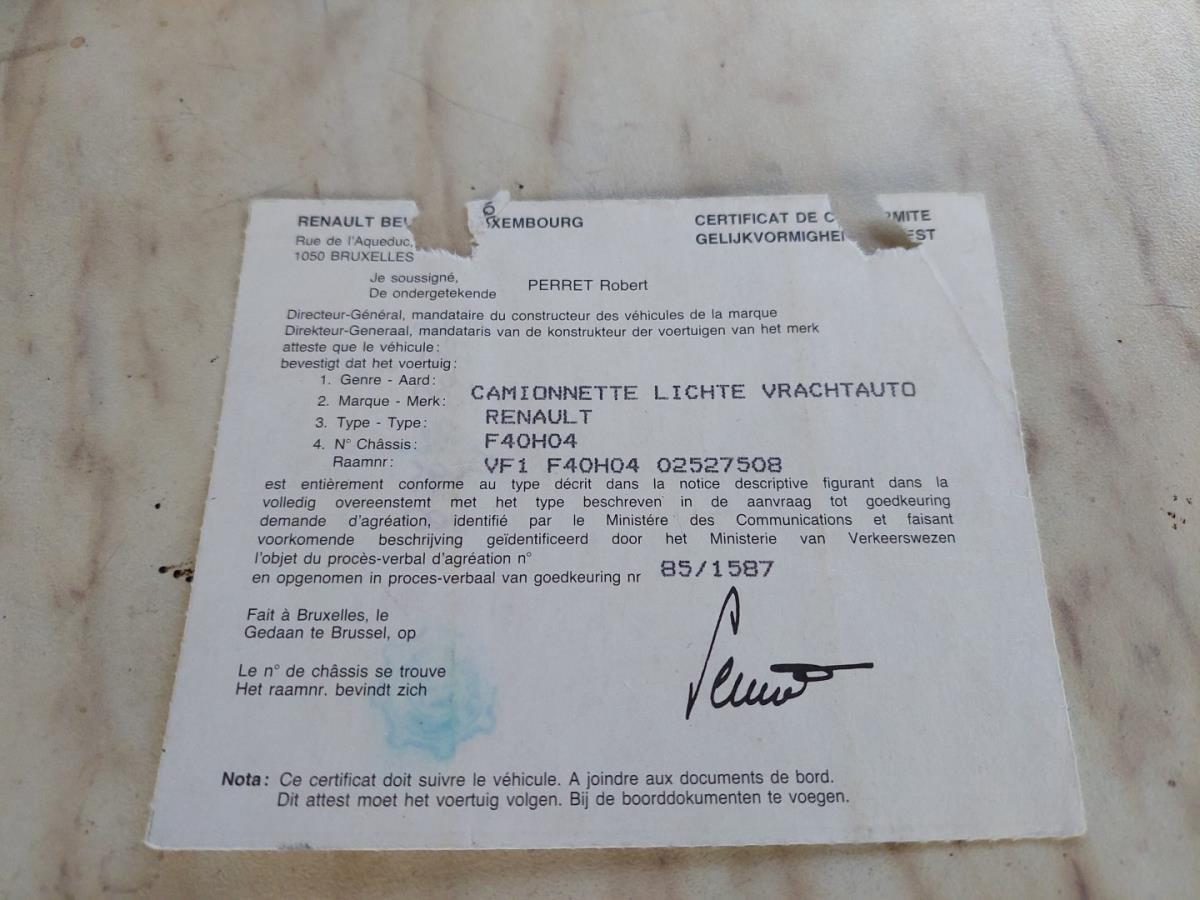 RENAULT
Rue de l'Aqueduc,
1050 BRUXELLES
CERTIFICAT DE
Je soussigné,
De ondergetekende
PERRET Robert
Directeur-Général, mandataire du constructeur des véhicules de la marque
Direkteur-Generaal, mandataris van de konstrukteur der voertuigen van het merk
atteste que le véhicule:
bevestigt dat het voertuig:
1. Genre - Aard: CAMIONNETTE LICHTE VRACHTAUTO
2. Marque - Merk: RENAULT
3. Type - Type: F40H04
4. N° Châssis:
Raamnr: VF1 F40H04 02527508
est entièrement conforme au type décrit dans la notice descriptive figurant dans la
volledig overeenstemt met het type beschreven in de aanvraag tot goedkeuring
demande d'agréation, identifié par le Ministére des Communications et faisant
voorkomende beschrijving geïdentificeerd door het Ministerie van Verkeerswezen
l'objet du procès-verbal d'agréation n°
en opgenomen in proces-verbaal van goedkeuring nr 85/1587
Fait à Bruxelles, le
Gedaan te Brussel, op
Le n° de châssis se trouve
Het raamnr. bevindt zich
Nota: Ce certificat doit suivre le véhicule. A joindre aux documents de bord.
Dit attest moet het voertuig volgen. Bij de boorddokumenten te voegen.